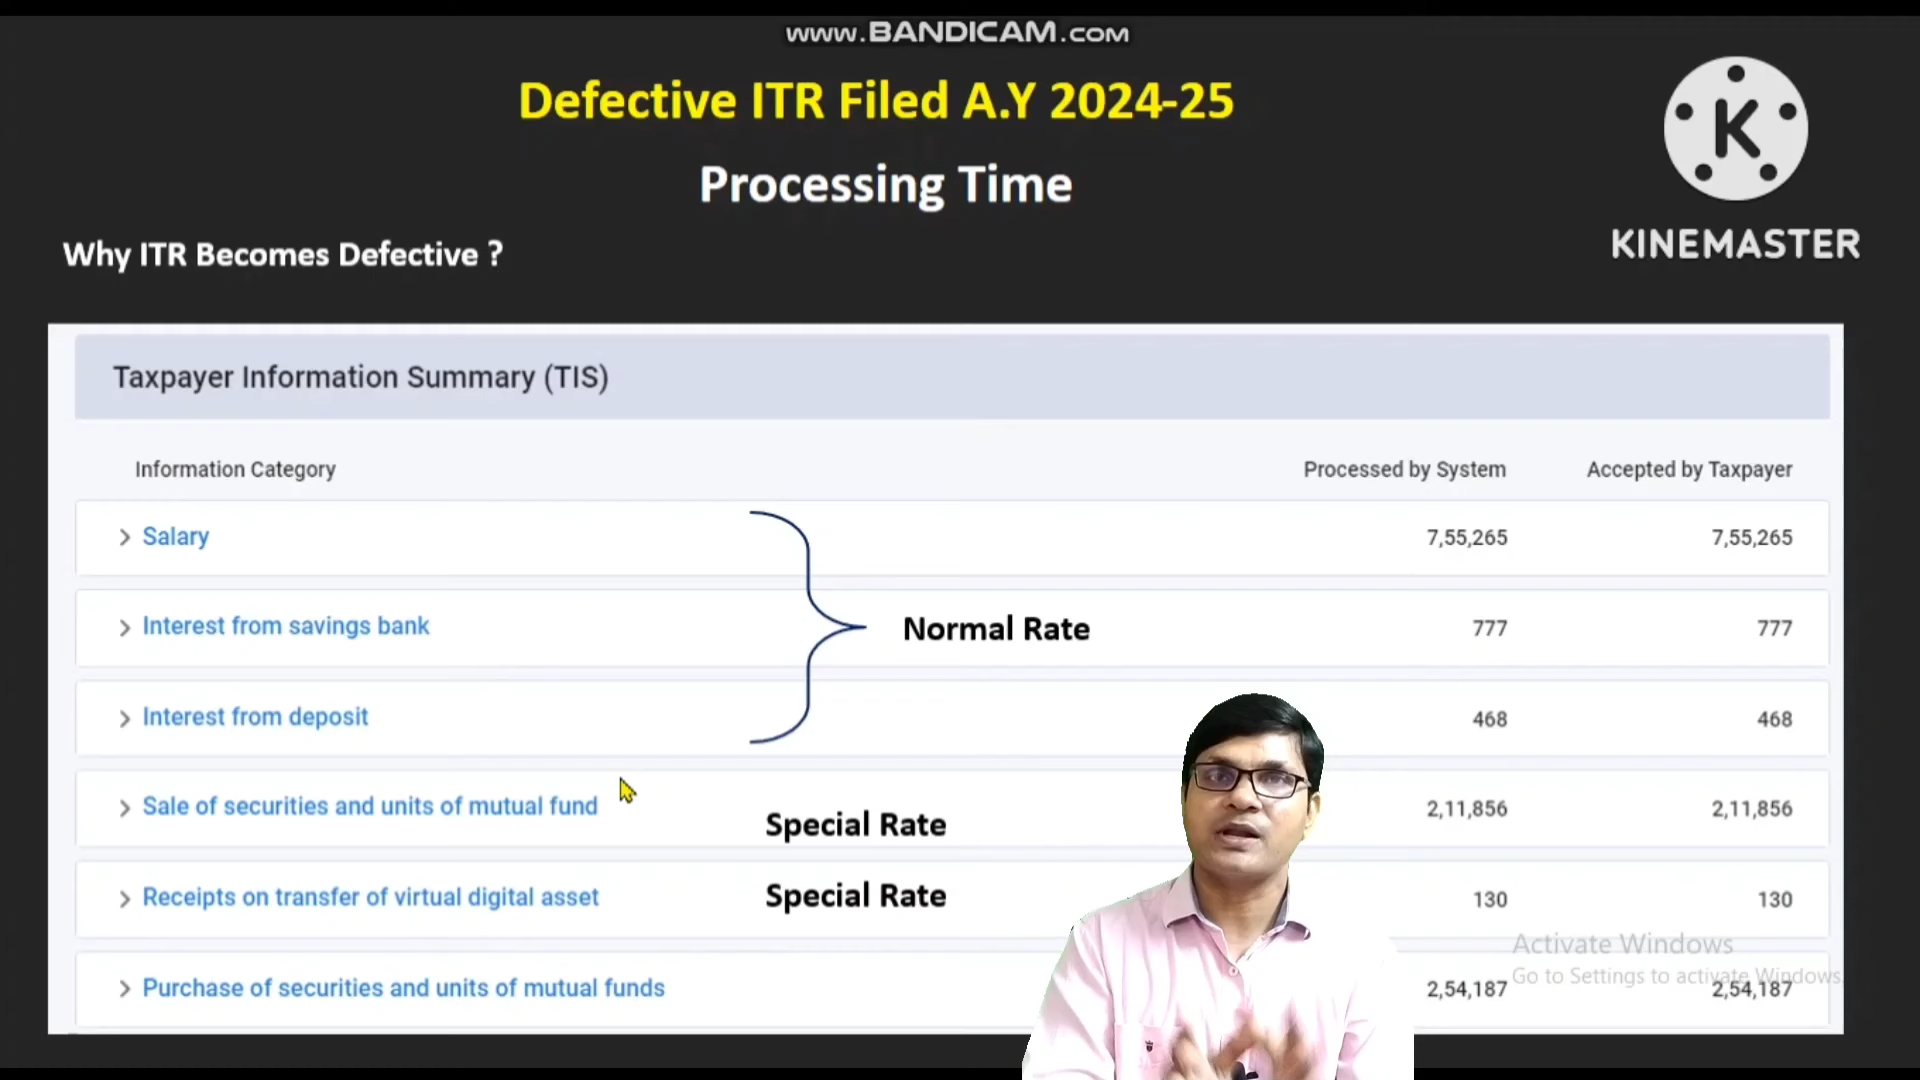 www.BANDICAM.com
Defective ITR Filed A.Y 2024-25
Processing Time
K
KINEMASTER
Why ITR Becomes Defective ?
Taxpayer Information Summary (TIS)
Information Category Processed by System Accepted by Taxpayer
Salary 7,55,265 7,55,265
Interest from savings bank Normal Rate 777 777
Interest from deposit 468 468
Sale of securities and units of mutual fund Special Rate 2,11,856 2,11,856
Receipts on transfer of virtual digital asset Special Rate 130 130
Activate Windows
Go to Settings to activate Windows.
Purchase of securities and units of mutual funds 2,54,187 2,54,187